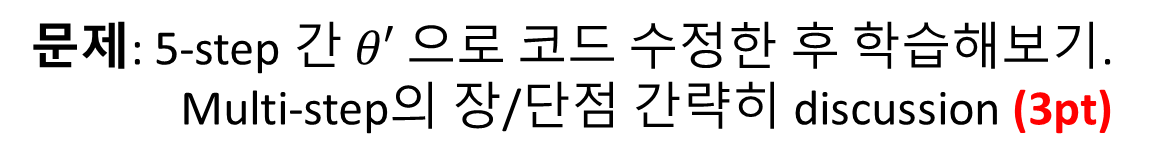 문제: 5-step 간 θ′ 으로 코드 수정한 후 학습해보기.
Multi-step의 장/단점 간략히 discussion (3pt)